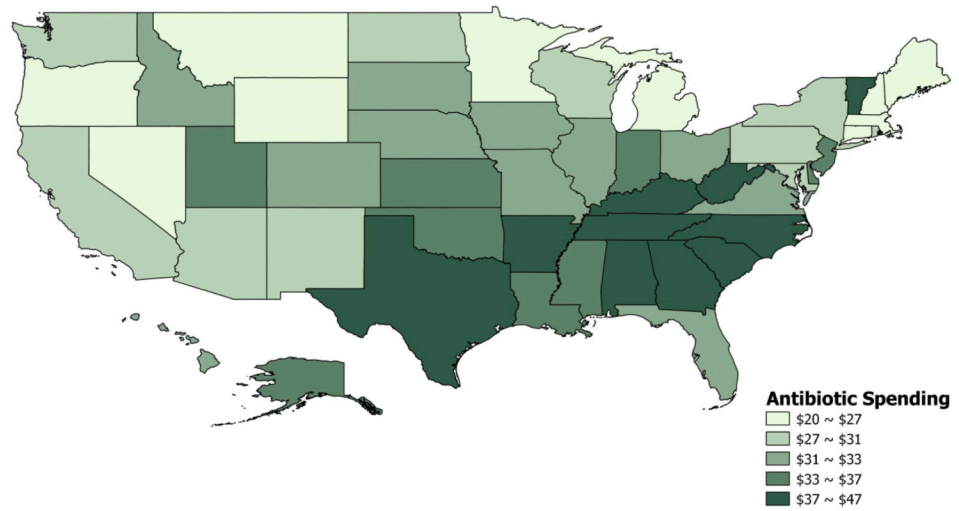 Antibiotic Spending
$20 ~ $27
$27 ~ $31
$31 ~ $33
$33 ~ $37
$37 ~ $47